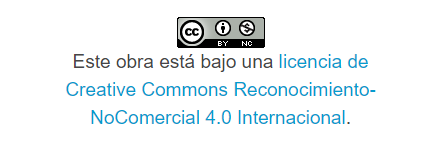 cc
BY NC
Este obra está bajo una licencia de
Creative Commons Reconocimiento-
NoComercial 4.0 Internacional.